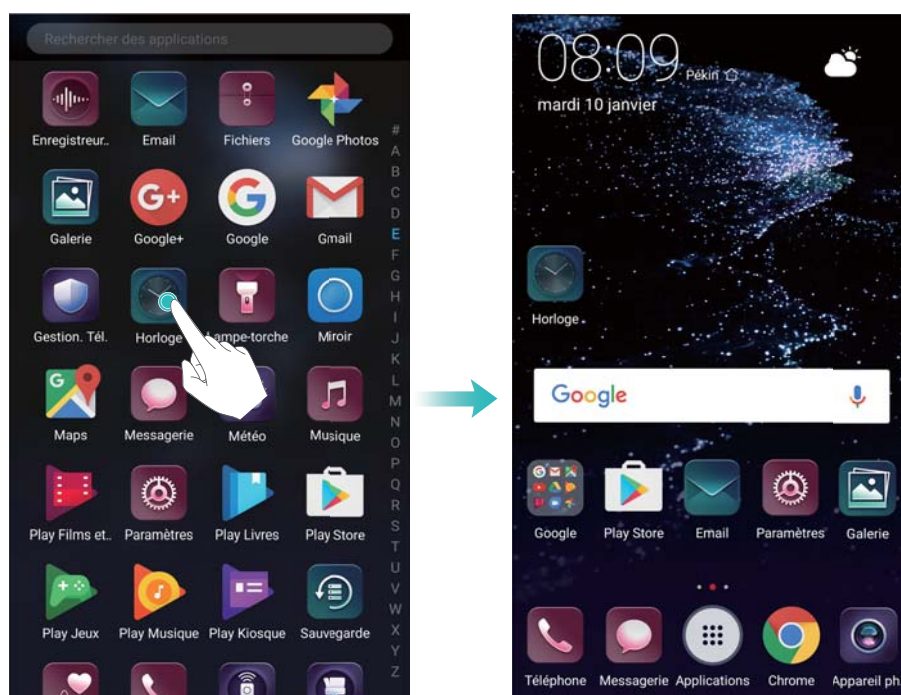 Rechercher des applications
Enregistreur..
Email
Fichiers
Google Photos
Galerie
G+
Google+
G
Google
Gmail
Gestion. Tél.
Horloge
Lampe-torche
Miroir
G
Maps
Messagerie
Météo
Musique
Play Films et..
Paramètres
Play Livres
Play Store
Play Jeux
Play Musique
Play Kiosque
Sauvegarde
#
A
B
C
D
E
F
G
H
I
J
K
L
M
N
O
P
Q
R
S
T
U
V
W
X
Y
Z
08:09
Pékin
mardi 10 janvier
Horloge
Google
Google
Play Store
Email
Paramètres
Galerie
Téléphone
Messagerie
Applications
Chrome
Appareil ph